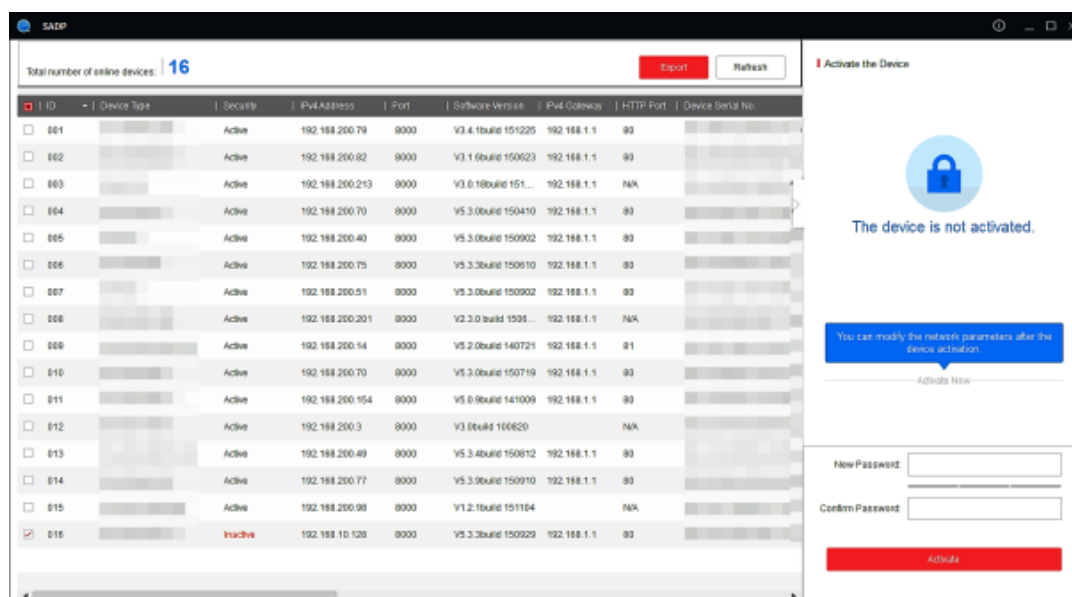 SADP
Total number of online devices: 16
Export
Refresh
ID Device Type Security IPv4 Address Port Software Version IPv4 Gateway HTTP Port Device Serial No.
001 Active 192.168.200.79 8000 V3.4.1build 151225 192.168.1.1 80
002 Active 192.168.200.82 8000 V3.1.6build 150623 192.168.1.1 80
003 Active 192.168.200.213 8000 V3.0.18build 151... 192.168.1.1 N/A
004 Active 192.168.200.70 8000 V5.3.0build 150410 192.168.1.1 80
005 Active 192.168.200.40 8000 V5.3.0build 150902 192.168.1.1 80
006 Active 192.168.200.75 8000 V5.3.3build 150610 192.168.1.1 80
007 Active 192.168.200.51 8000 V5.3.0build 150902 192.168.1.1 80
008 Active 192.168.200.201 8000 V2.3.0 build 1505... 192.168.1.1 N/A
009 Active 192.168.200.14 8000 V5.2.0build 140721 192.168.1.1 81
010 Active 192.168.200.70 8000 V5.3.0build 150719 192.168.1.1 80
011 Active 192.168.200.154 8000 V5.0.9build 141009 192.168.1.1 80
012 Active 192.168.200.3 8000 V3.0build 100820 N/A
013 Active 192.168.200.49 8000 V5.3.4build 150812 192.168.1.1 80
014 Active 192.168.200.77 8000 V5.3.9build 150910 192.168.1.1 80
015 Active 192.168.200.98 8000 V1.2.1build 151104 N/A
016 Inactive 192.168.10.128 8000 V5.3.3build 150929 192.168.1.1 80
Activate the Device
The device is not activated.
You can modify the network parameters after the
device activation.
Activate Now
New Password:
Confirm Password:
Activate